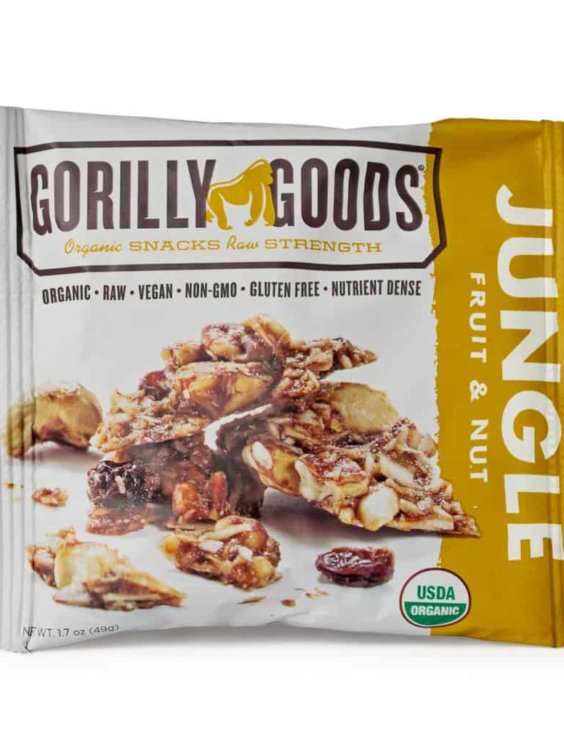 GORILLY GOODS®
Organic SNACKS Raw STRENGTH
ORGANIC • RAW • VEGAN • NON-GMO • GLUTEN FREE • NUTRIENT DENSE
JUNGLE
FRUIT & NUT
USDA
ORGANIC
NET WT. 1.7 oz (49g)